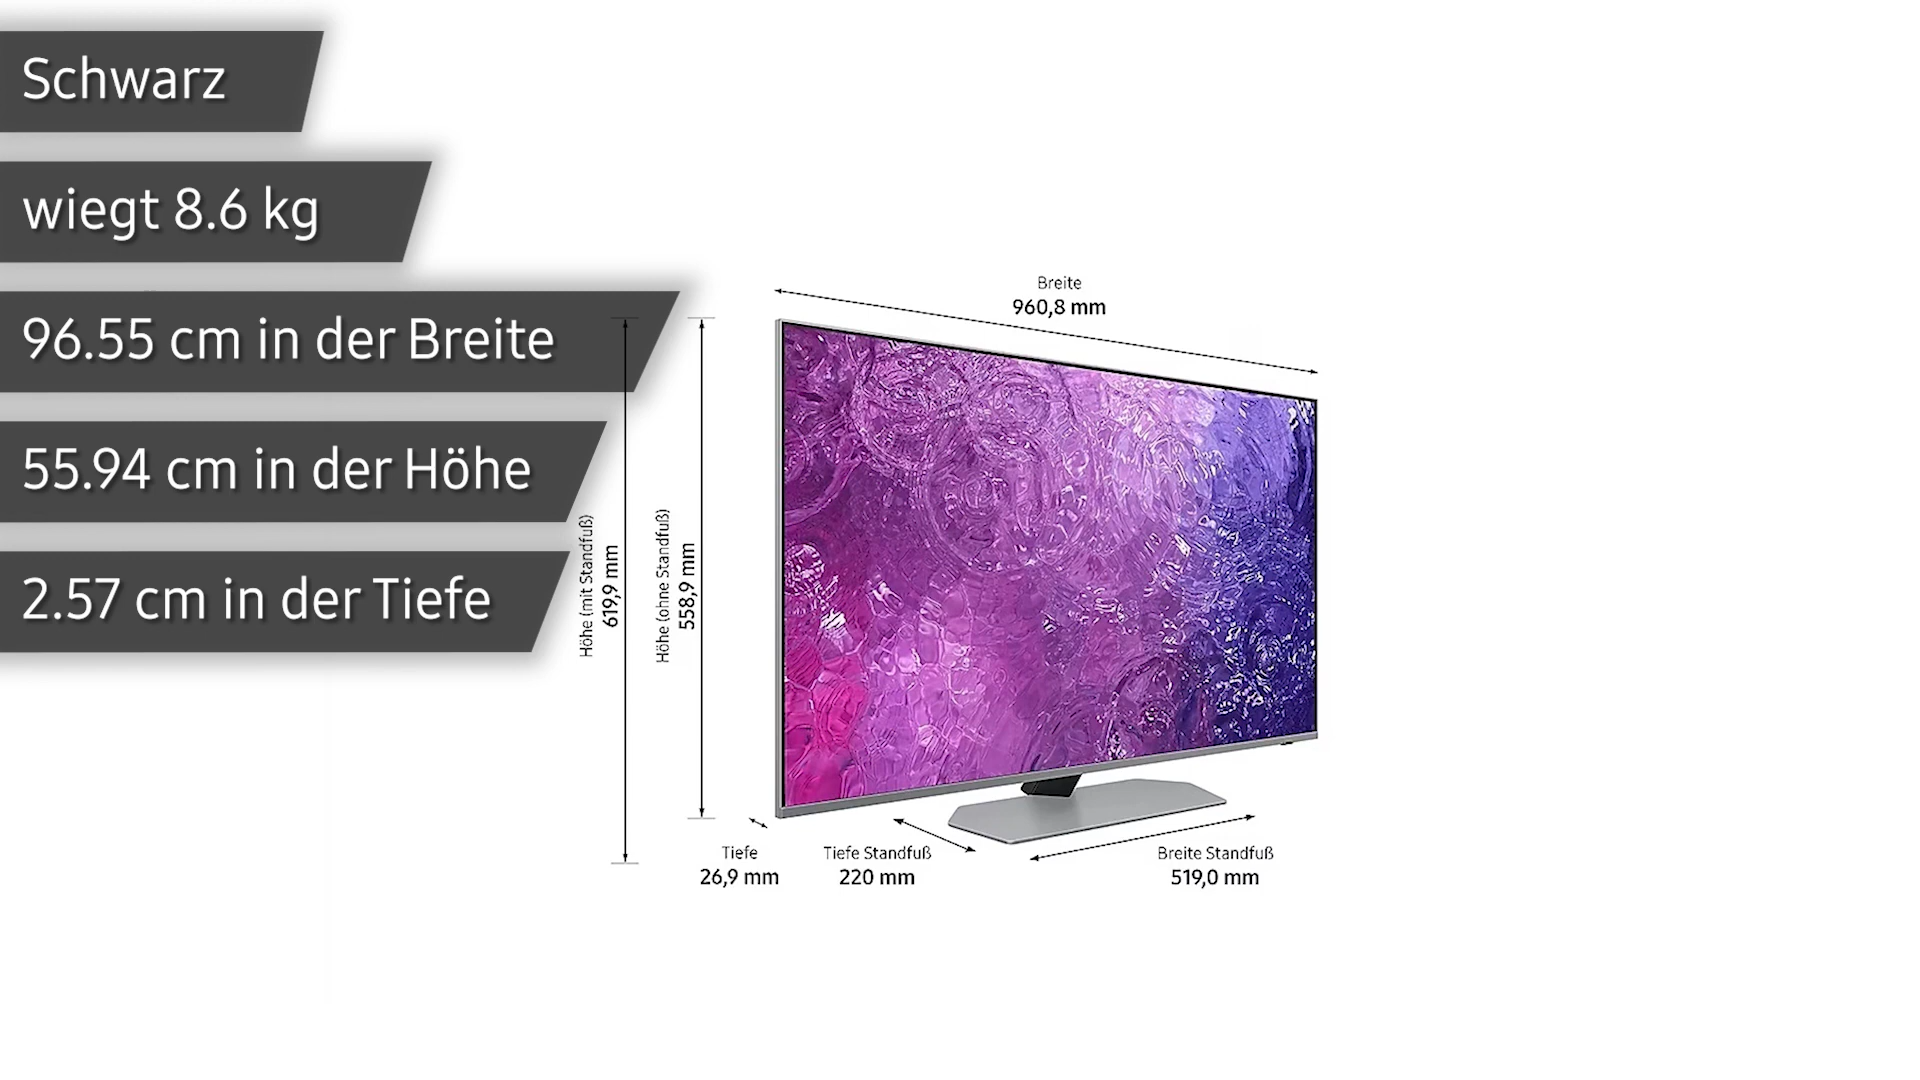 Schwarz
wiegt 8.6 kg
96.55 cm in der Breite
55.94 cm in der Höhe
2.57 cm in der Tiefe
Breite
960,8 mm
Höhe (mit Standfuß)
619,9 mm
Höhe (ohne Standfuß)
558,9 mm
Tiefe
26,9 mm
Tiefe Standfuß
220 mm
Breite Standfuß
519,0 mm